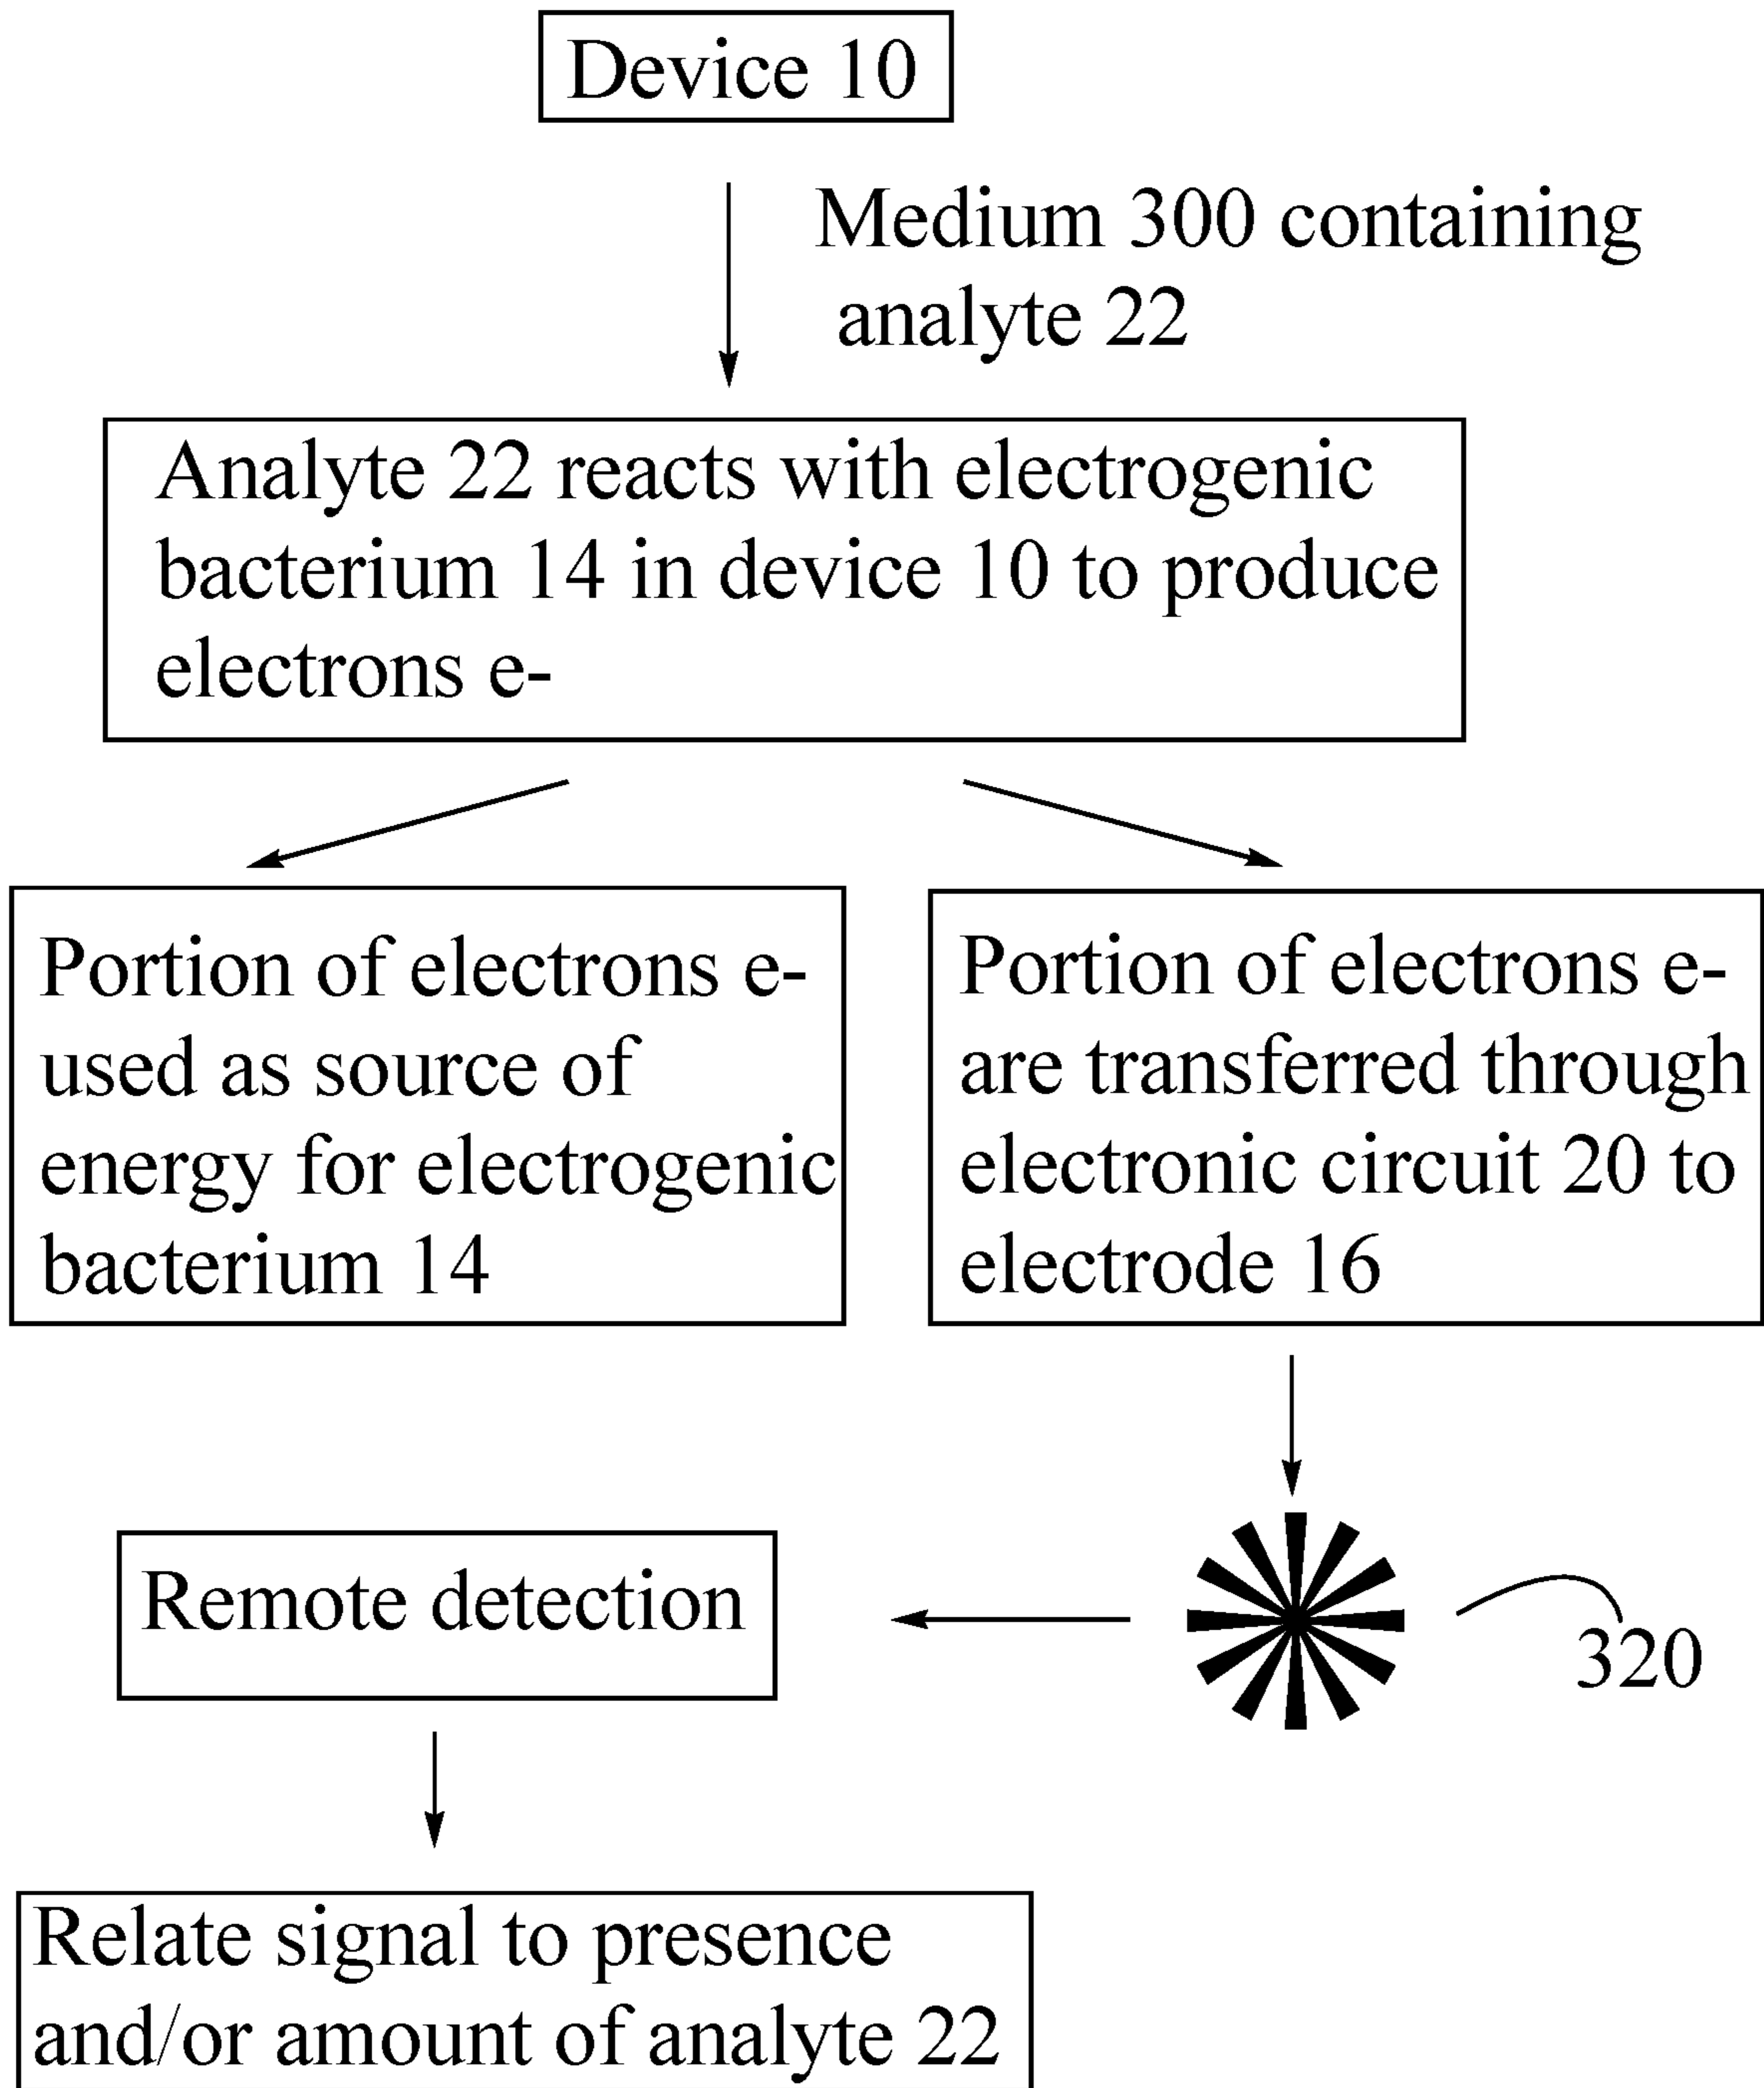 Device 10
Medium 300 containing
analyte 22
Analyte 22 reacts with electrogenic
bacterium 14 in device 10 to produce
electrons e-
Portion of electrons e-
used as source of
energy for electrogenic
bacterium 14
Portion of electrons e-
are transferred through
electronic circuit 20 to
electrode 16
320
Remote detection
Relate signal to presence
and/or amount of analyte 22